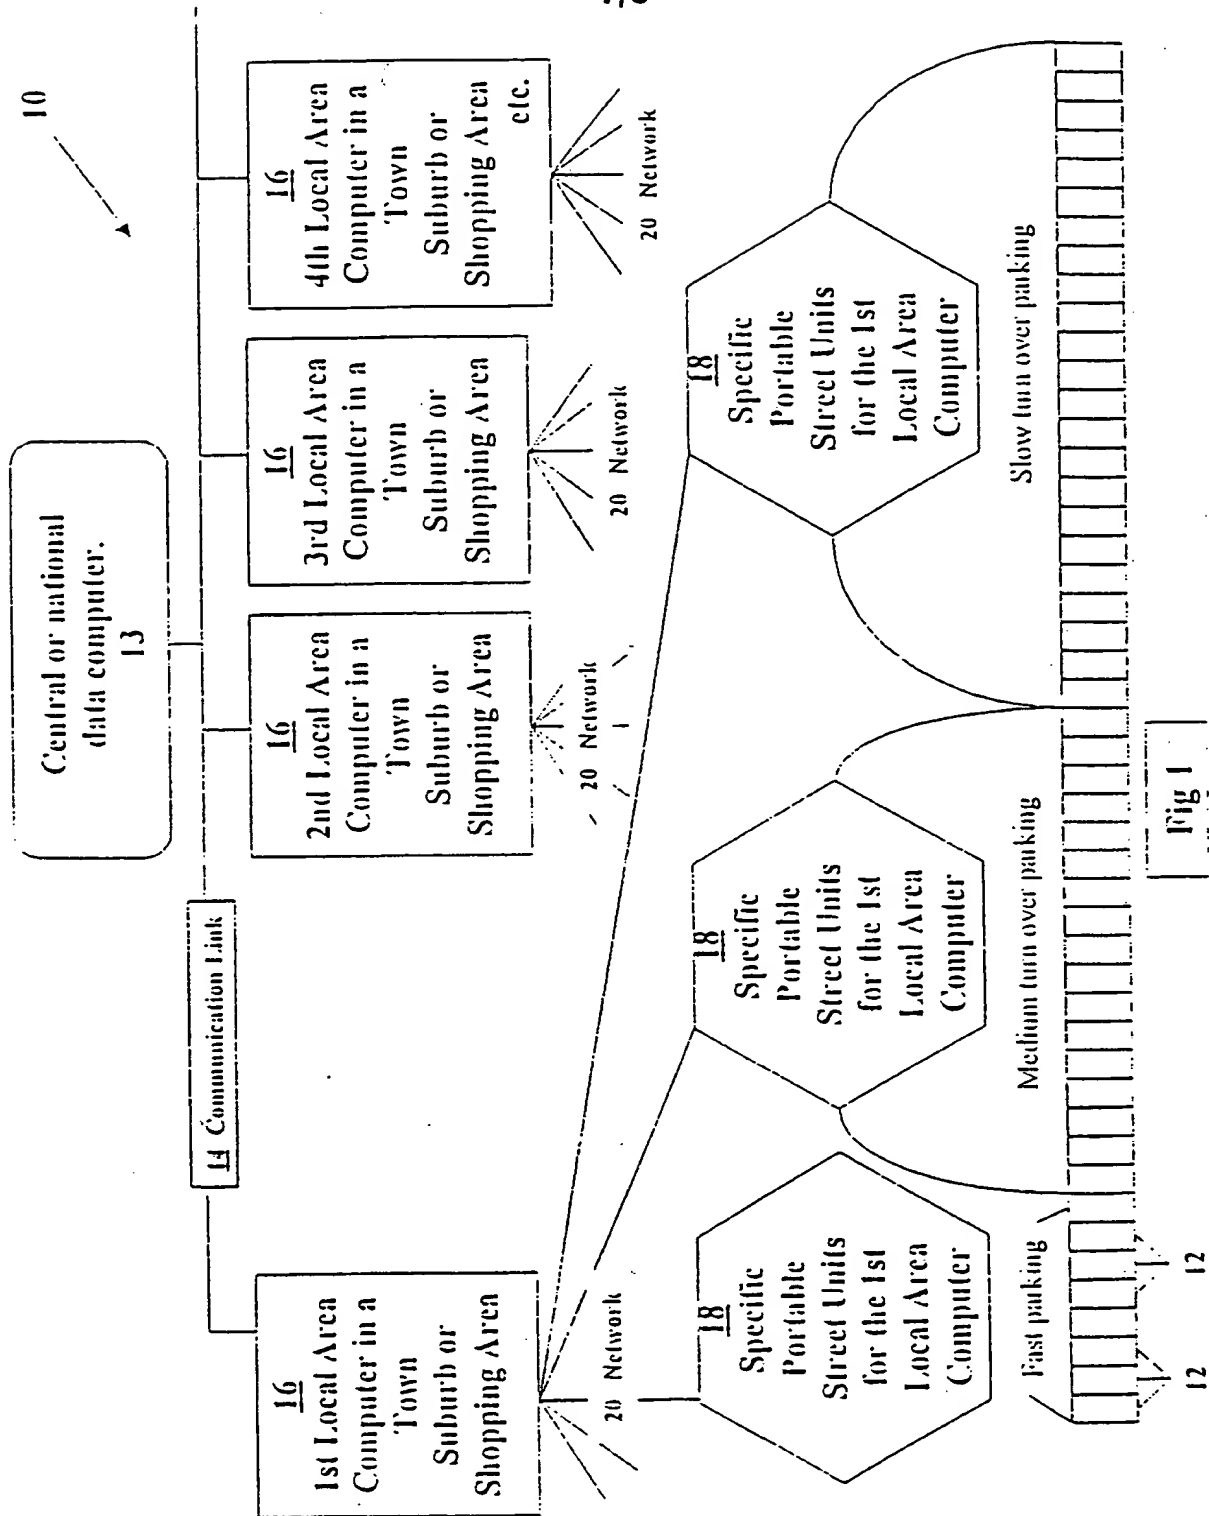 10
Central or national
data computer.
13
14 Communication Link
16
1st Local Area
Computer in a
Town
Suburb or
Shopping Area
16
2nd Local Area
Computer in a
Town
Suburb or
Shopping Area
16
3rd Local Area
Computer in a
Town
Suburb or
Shopping Area
16
4th Local Area
Computer in a
Town
Suburb or
Shopping Area
etc.
20 Network
20 Network
20 Network
20 Network
18
Specific
Portable
Street Units
for the 1st
Local Area
Computer
18
Specific
Portable
Street Units
for the 1st
Local Area
Computer
18
Specific
Portable
Street Units
for the 1st
Local Area
Computer
Fast parking
Medium turn over parking
Slow turn over parking
12
12
Fig 1